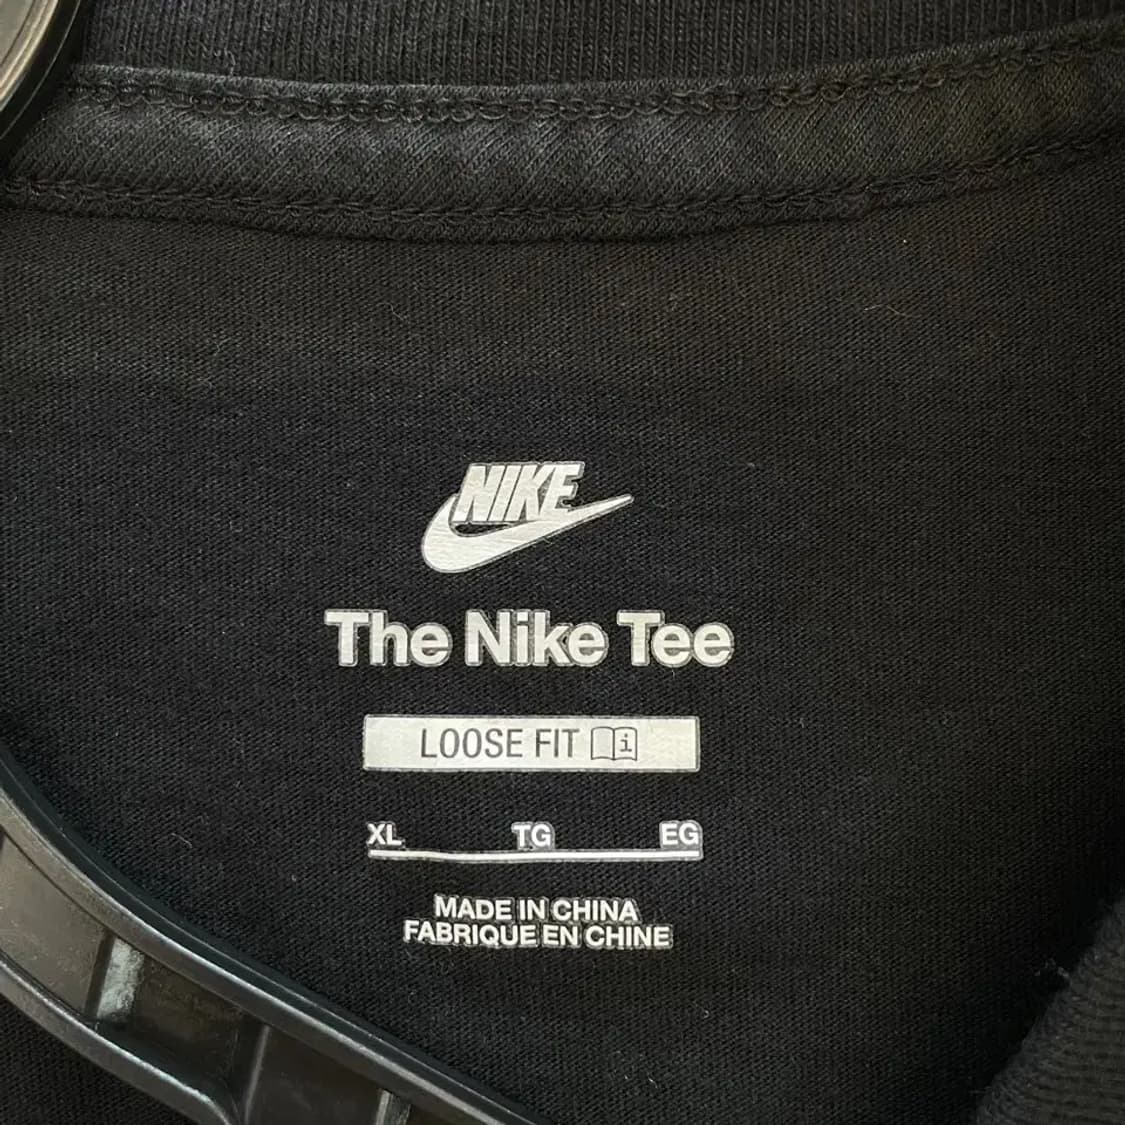 NIKE
The Nike Tee
LOOSE FIT i
XL TG EG
MADE IN CHINA
FABRIQUE EN CHINE